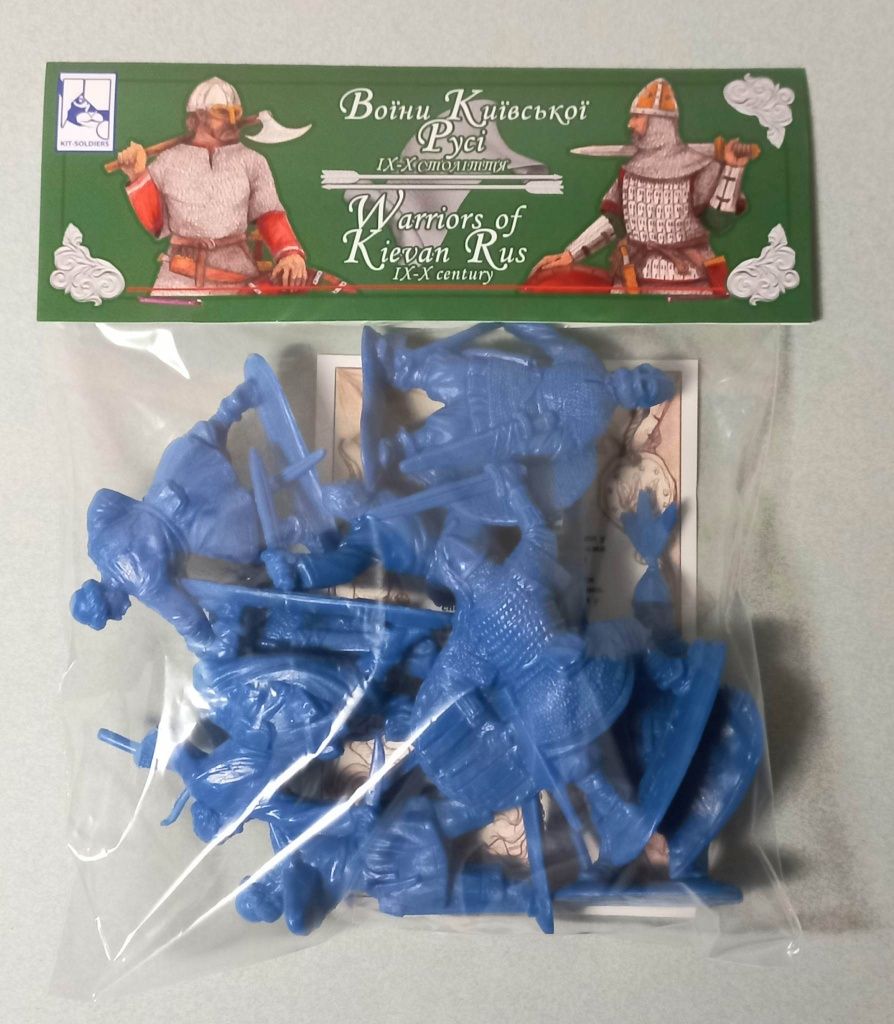 KIT-SOLDIERS
Воїни Київської
Русі
IX-X СТОЛІТТЯ
Warriors of
Kievan Rus
IX-X century